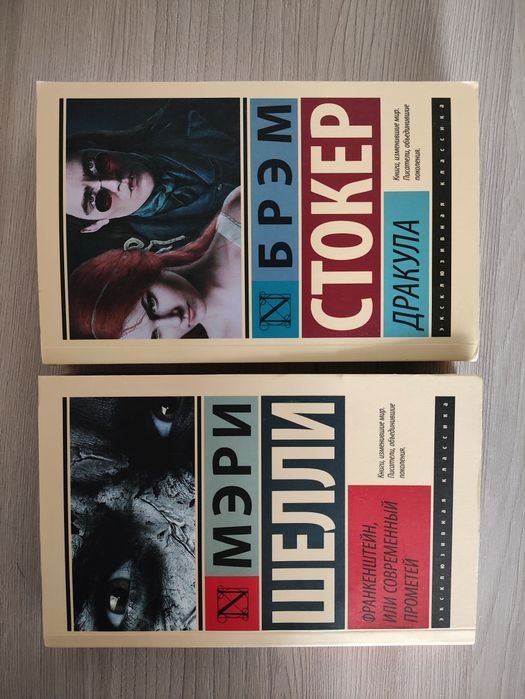 БРЭМ
СТОКЕР
ДРАКУЛА
Книги, изменившие мир.
Писатели, объединившие
поколения.
эксклюзивная классика
N
МЭРИ
ШЕЛЛИ
ФРАНКЕНШТЕЙН,
ИЛИ СОВРЕМЕННЫЙ
ПРОМЕТЕЙ
Книги, изменившие мир.
Писатели, объединившие
поколения.
эксклюзивная классика
N